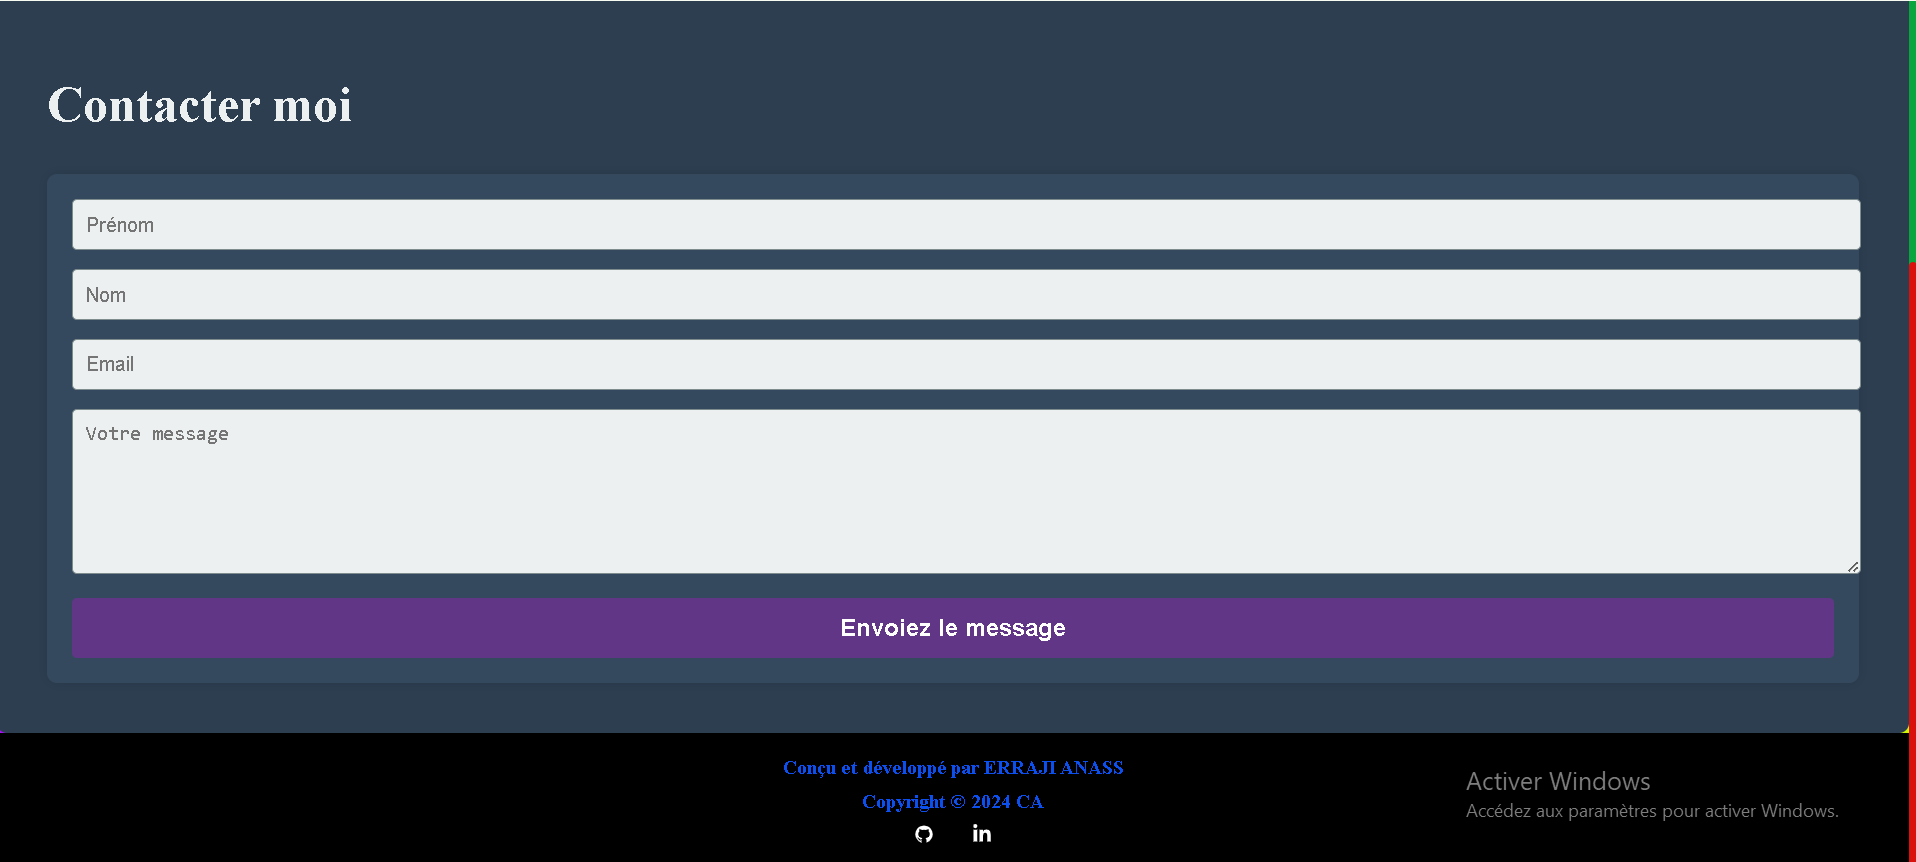 Contacter moi
Prénom
Nom
Email
Votre message
Envoiez le message
Conçu et développé par ERRAJI ANASS
Copyright © 2024 CA
in
Activer Windows
Accédez aux paramètres pour activer Windows.